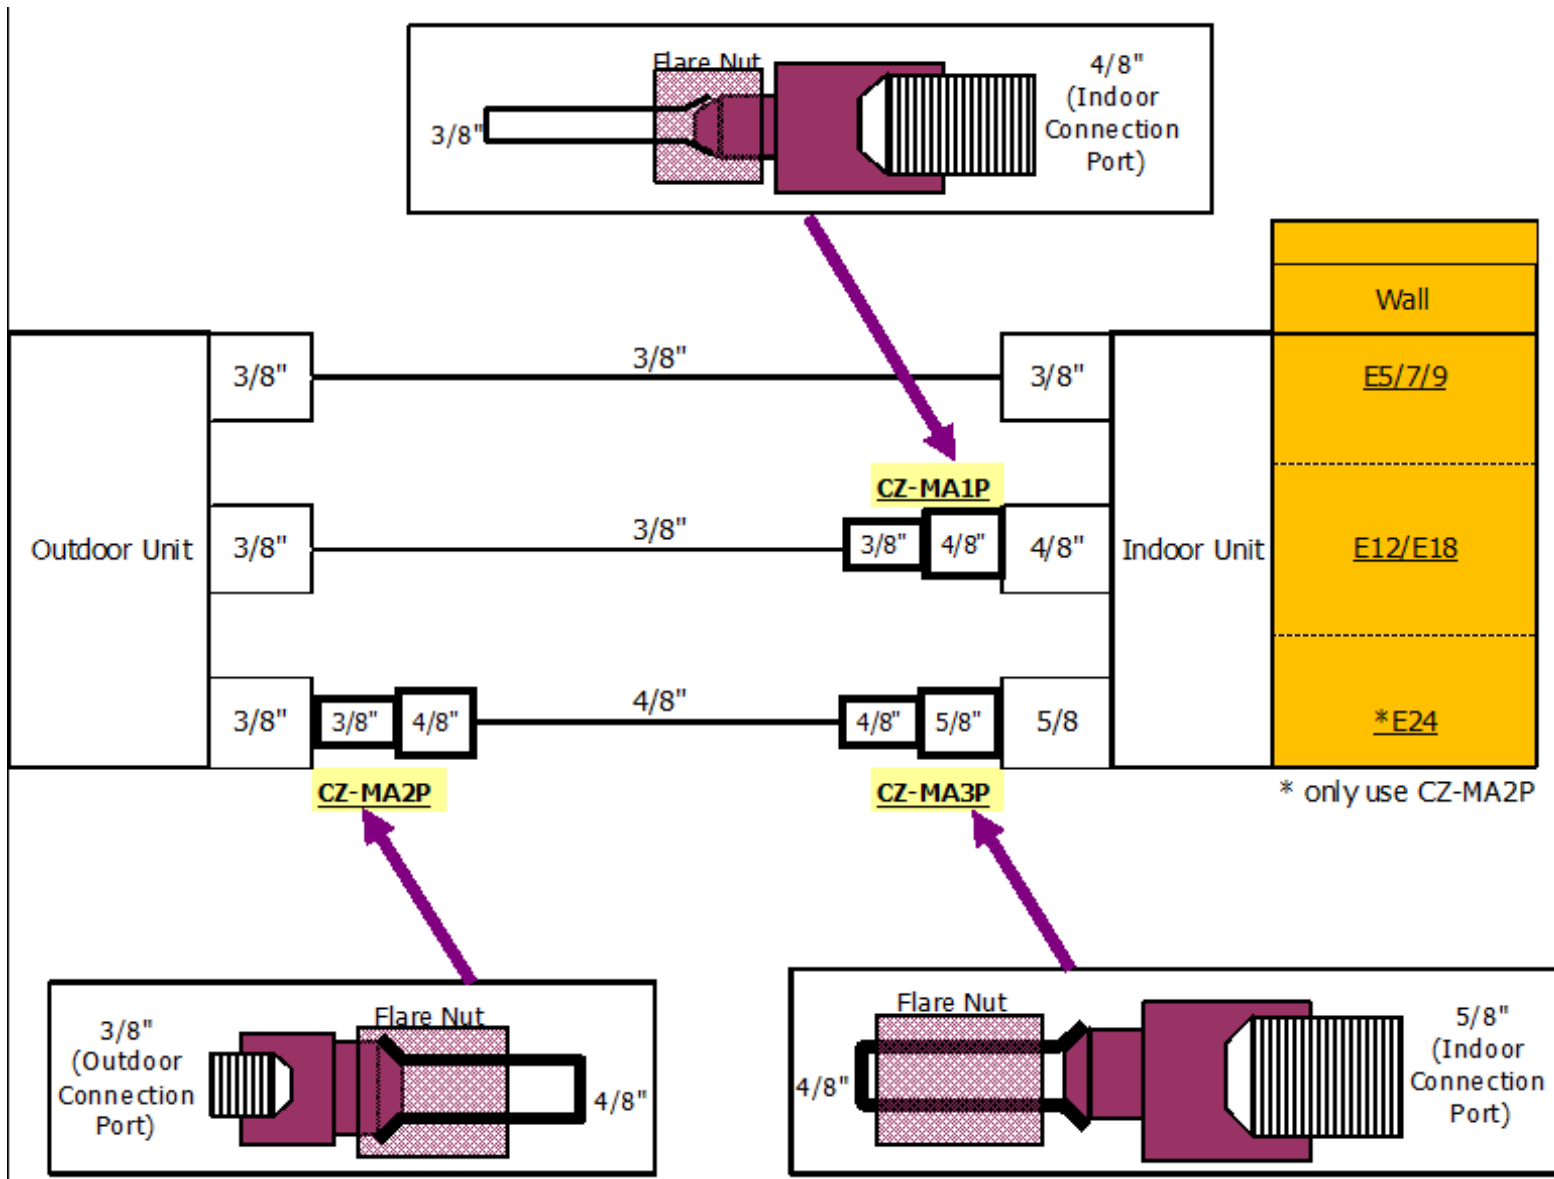 Flare Nut
4/8"
(Indoor
Connection
Port)
3/8"
Wall
3/8"
3/8"
3/8"
E5/7/9
CZ-MA1P
Outdoor Unit
3/8"
3/8"
3/8"
4/8"
4/8"
Indoor Unit
E12/E18
3/8"
3/8"
4/8"
4/8"
4/8"
5/8"
5/8
*E24
CZ-MA2P
CZ-MA3P
* only use CZ-MA2P
3/8"
(Outdoor
Connection
Port)
Flare Nut
4/8"
Flare Nut
4/8"
5/8"
(Indoor
Connection
Port)